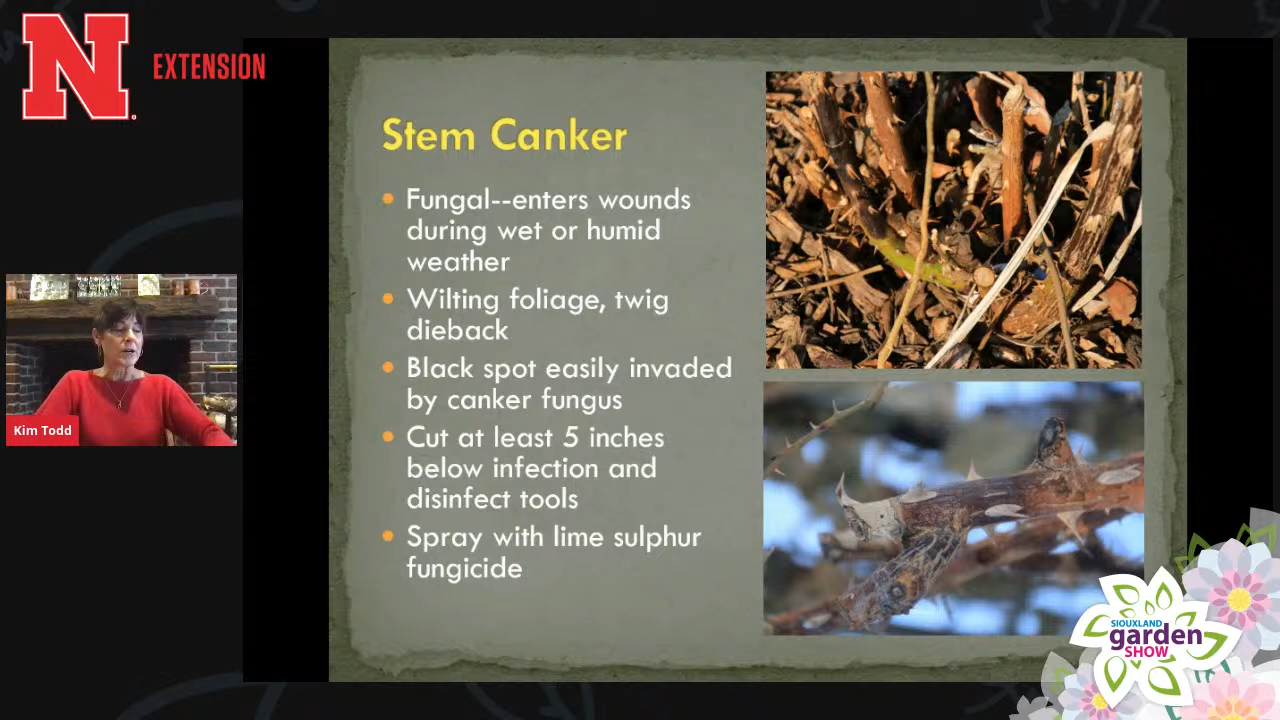 N
EXTENSION
Stem Canker
Fungal--enters wounds
during wet or humid
weather
Wilting foliage, twig
dieback
Black spot easily invaded
by canker fungus
Cut at least 5 inches
below infection and
disinfect tools
Spray with lime sulphur
fungicide
Kim Todd
SIOUXLAND
garden
SHOW